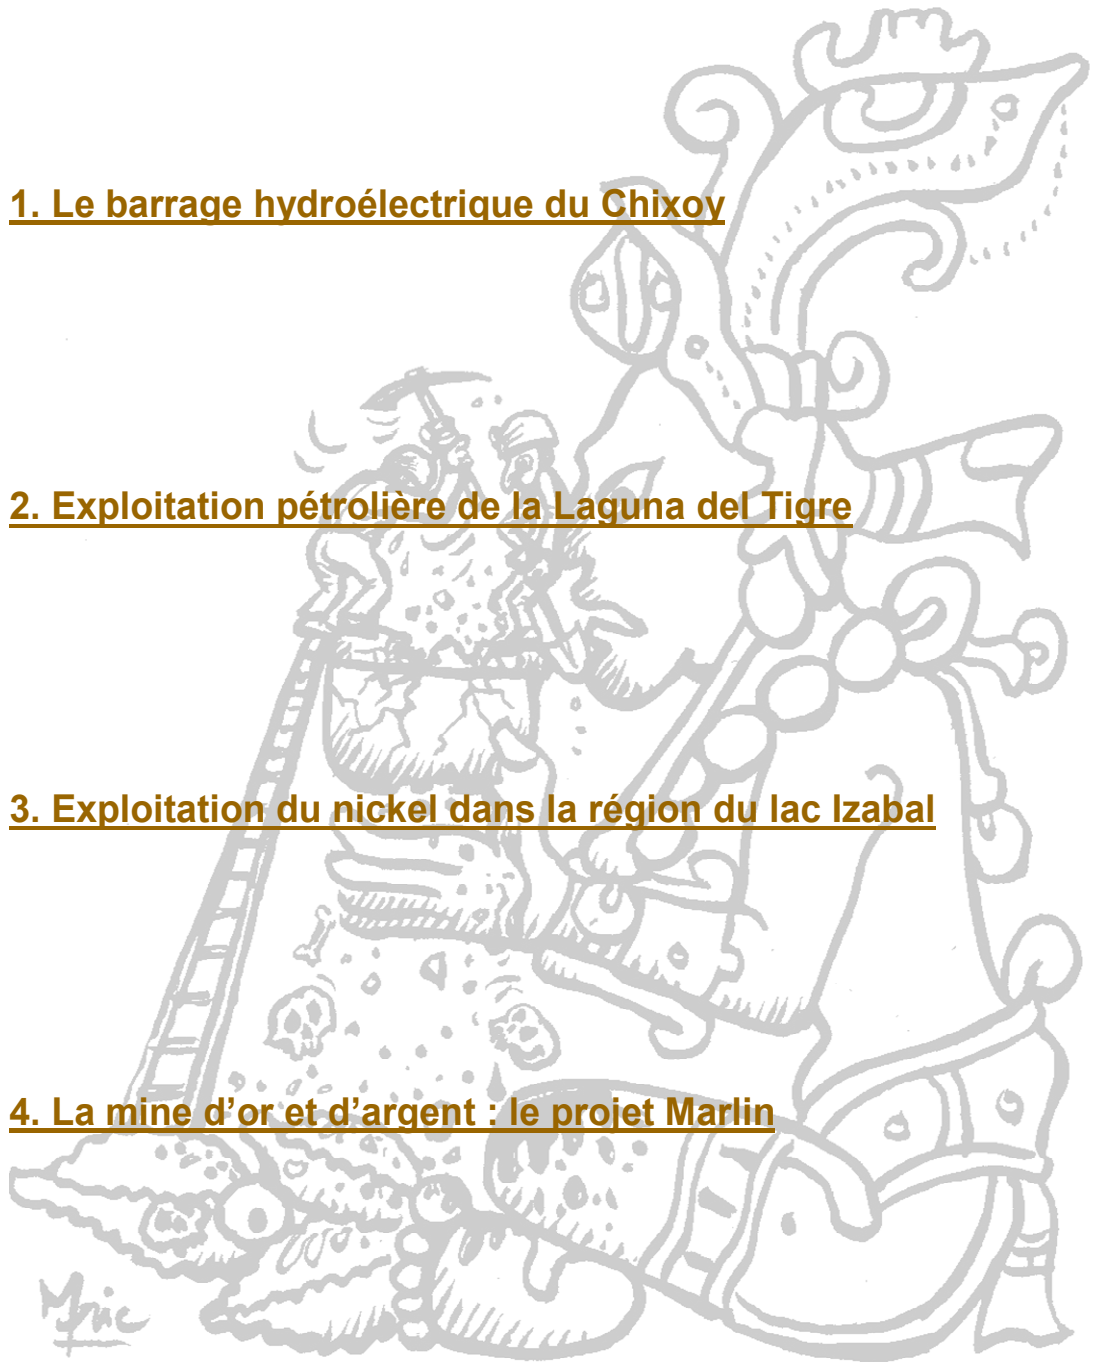 1. Le barrage hydroélectrique du Chixoy
2. Exploitation pétrolière de la Laguna del Tigre
3. Exploitation du nickel dans la région du lac Izabal
4. La mine d’or et d’argent : le projet Marlin